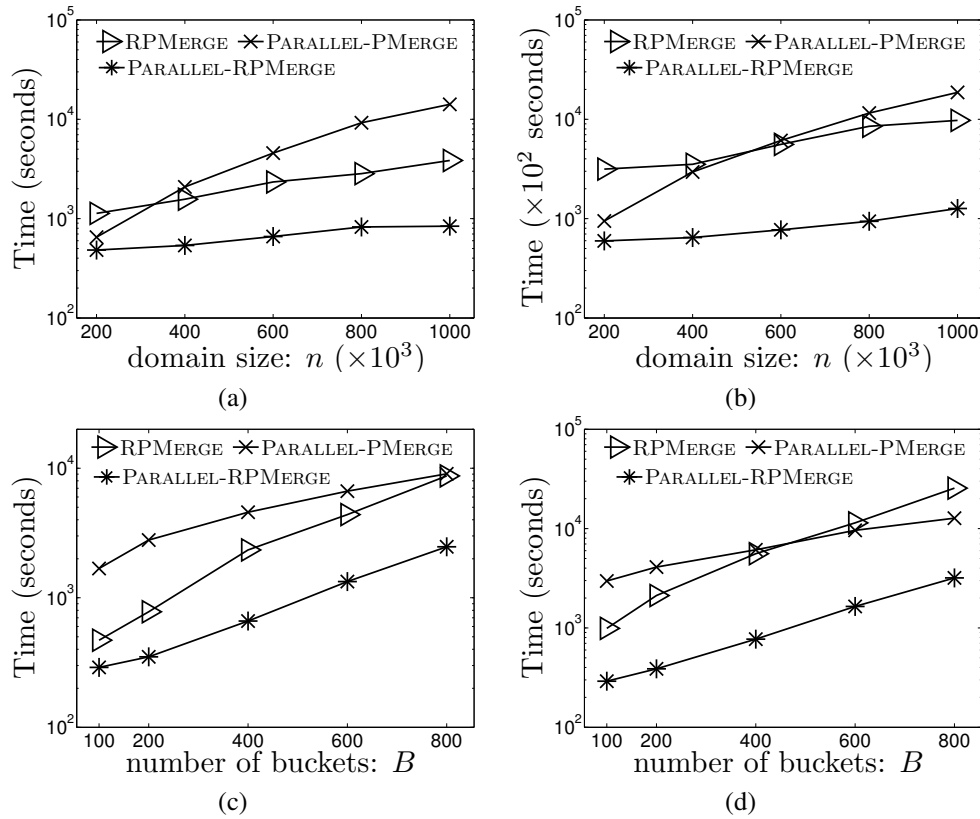 RPMERGE PARALLEL-PMERGE
PARALLEL-RPMERGE
Time (seconds)
10^5
10^4
10^3
10^2
200 400 600 800 1000
domain size: n (×10^3)
(a)
RPMERGE PARALLEL-PMERGE
PARALLEL-RPMERGE
Time (×10^2 seconds)
10^5
10^4
10^3
10^2
200 400 600 800 1000
domain size: n (×10^3)
(b)
RPMERGE PARALLEL-PMERGE
PARALLEL-RPMERGE
Time (seconds)
10^4
10^3
10^2
100 200 400 600 800
number of buckets: B
(c)
RPMERGE PARALLEL-PMERGE
PARALLEL-RPMERGE
Time (seconds)
10^5
10^4
10^3
10^2
100 200 400 600 800
number of buckets: B
(d)